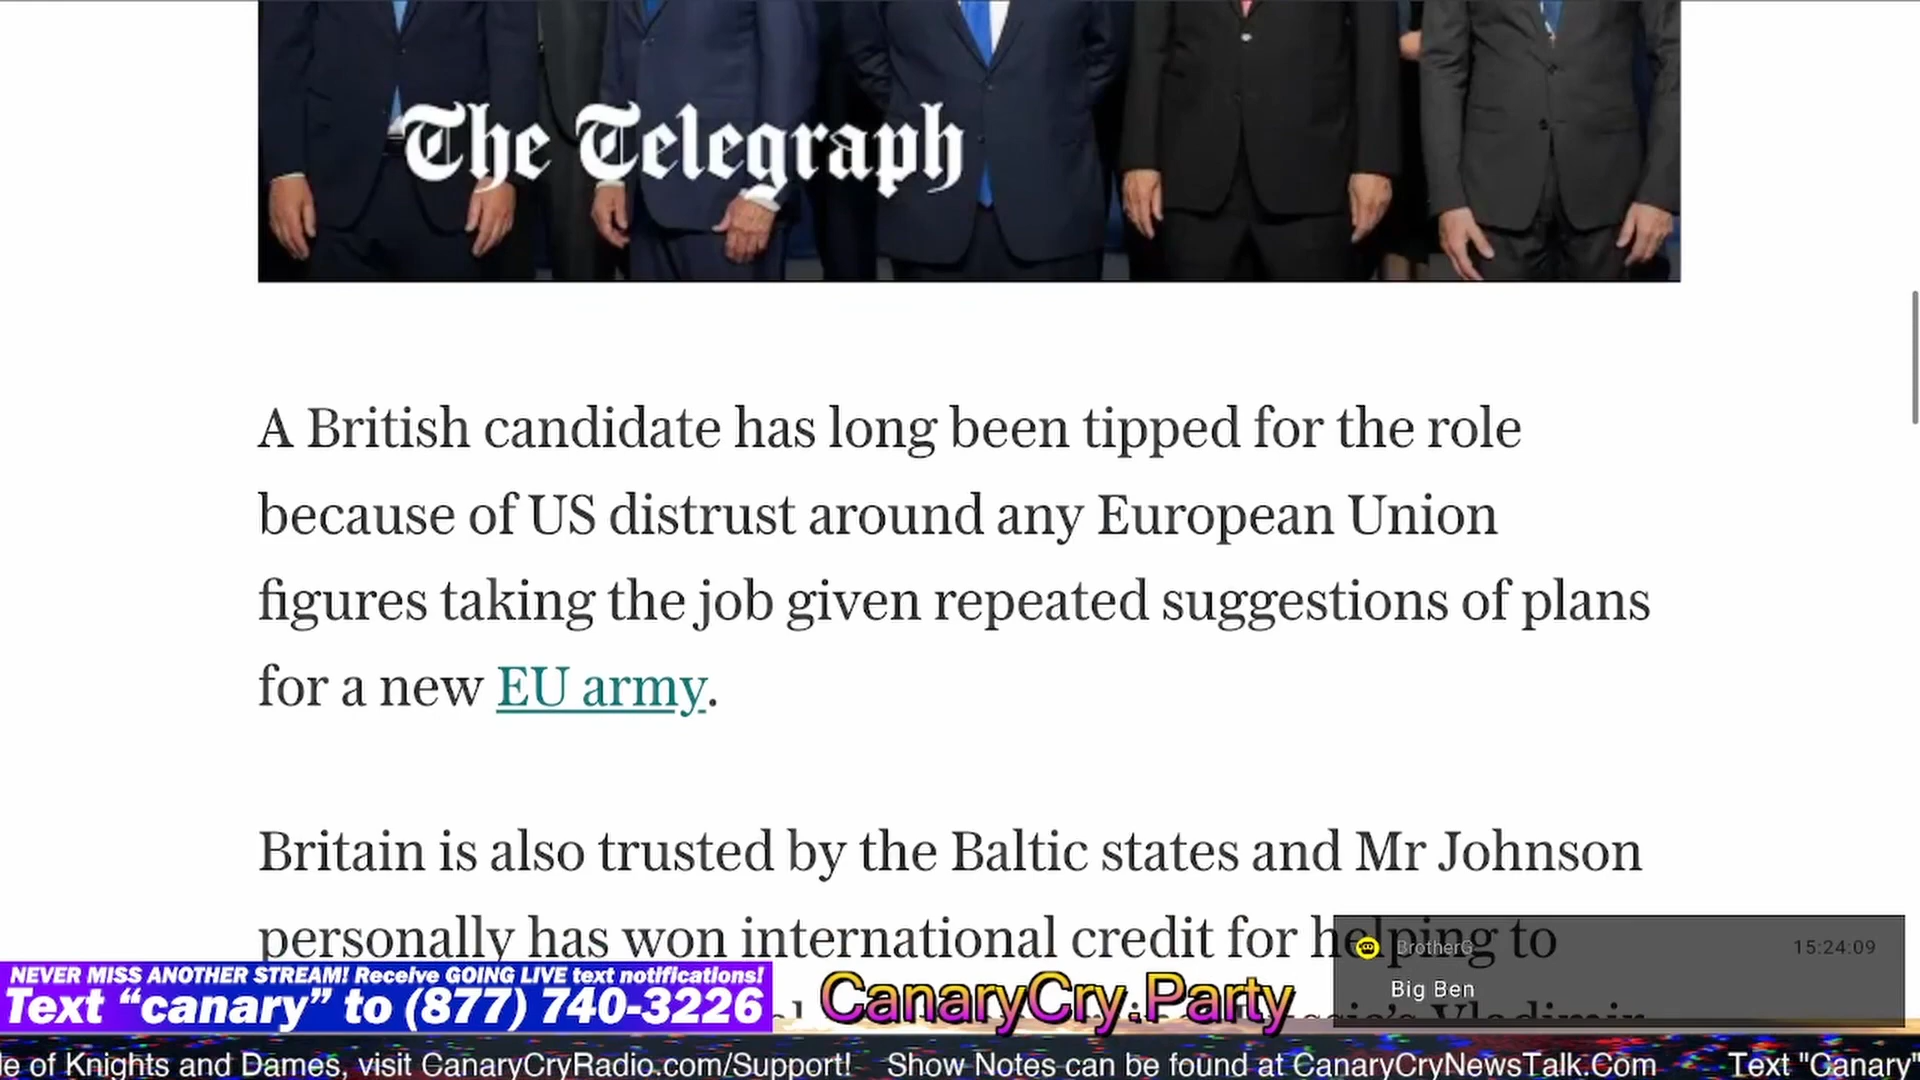 The Telegraph
A British candidate has long been tipped for the role
because of US distrust around any European Union
figures taking the job given repeated suggestions of plans
for a new EU army.
Britain is also trusted by the Baltic states and Mr Johnson
personally has won international credit for helping to
Vladimir
BrotherG 15:24:09
Big Ben
NEVER MISS ANOTHER STREAM! Receive GOING LIVE text notifications!
Text “canary” to (877) 740-3226
CanaryCry.Party
of Knights and Dames, visit CanaryCryRadio.com/Support! Show Notes can be found at CanaryCryNewsTalk.Com Text "Canary"